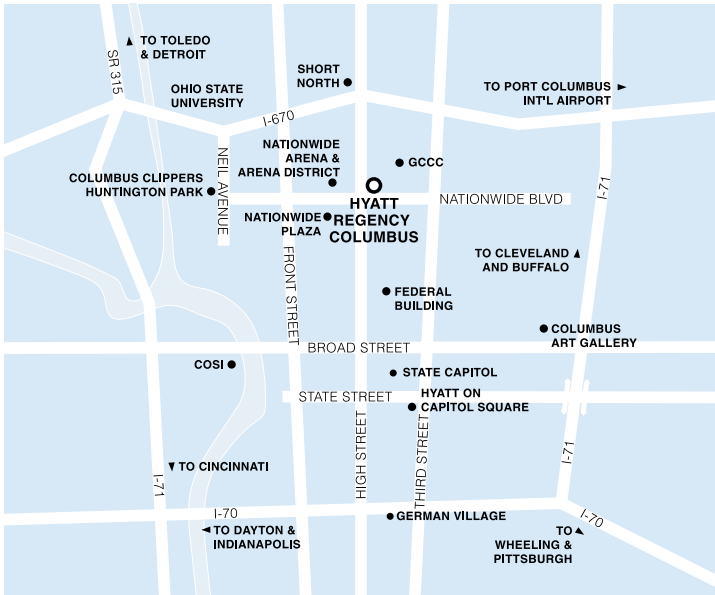 TO TOLEDO
& DETROIT
SR 315
SHORT
NORTH
OHIO STATE
UNIVERSITY
TO PORT COLUMBUS
INT'L AIRPORT
I-670
NATIONWIDE
ARENA &
ARENA DISTRICT
GCCC
COLUMBUS CLIPPERS
HUNTINGTON PARK
NEIL AVENUE
I-71
NATIONWIDE BLVD
HYATT
REGENCY
COLUMBUS
NATIONWIDE
PLAZA
TO CLEVELAND
AND BUFFALO
FRONT STREET
FEDERAL
BUILDING
COLUMBUS
ART GALLERY
BROAD STREET
COSI
STATE CAPITOL
STATE STREET
HYATT ON
CAPITOL SQUARE
HIGH STREET
THIRD STREET
I-71
TO CINCINNATI
I-71
I-70
GERMAN VILLAGE
I-70
TO DAYTON &
INDIANAPOLIS
TO
WHEELING &
PITTSBURGH